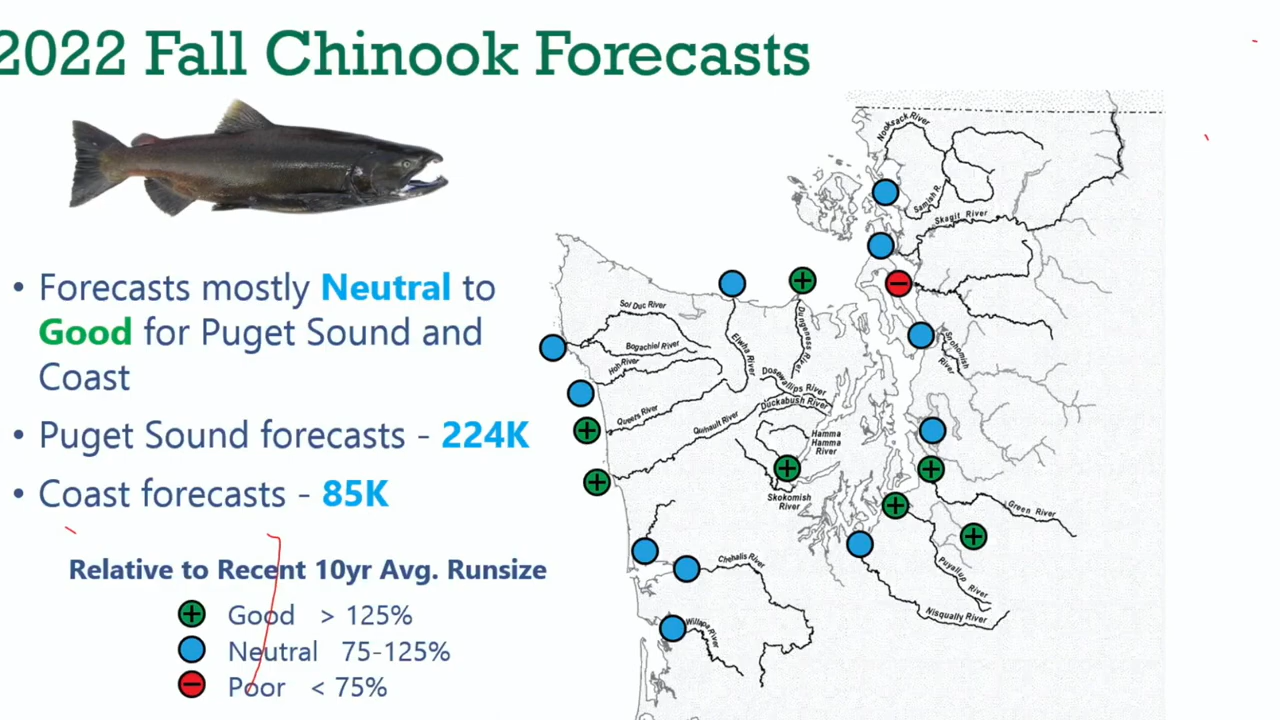 2022 Fall Chinook Forecasts
• Forecasts mostly Neutral to
Good for Puget Sound and
Coast
• Puget Sound forecasts - 224K
• Coast forecasts - 85K
Relative to Recent 10yr Avg. Runsize
Good > 125%
Neutral 75-125%
Poor < 75%
Nooksack River
Samish R.
Skagit River
Sol Duc River
Bogachiel River
Hoh River
Elwha River
Dungeness River
Snohomish
River
Queets River
Quinault River
Dosewallips River
Duckabush River
Hamma
Hamma
River
Skokomish
River
Green River
Puyallup River
Nisqually River
Chehalis River
Willapa River